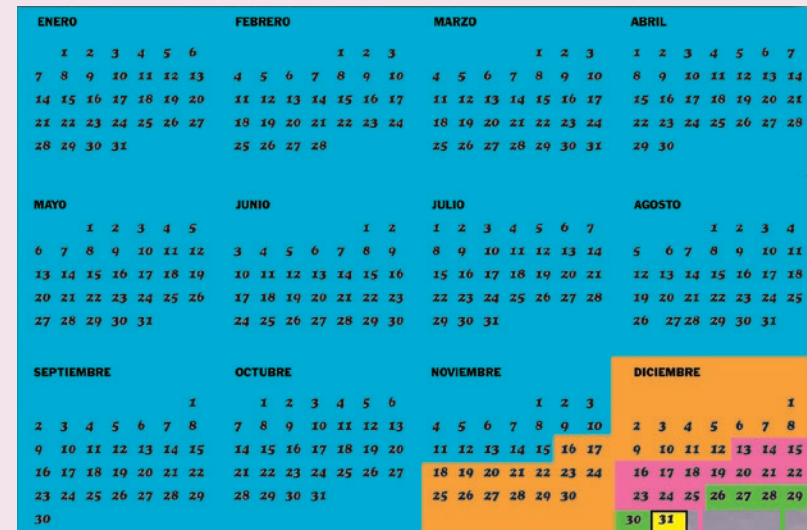 ENERO FEBRERO MARZO ABRIL
1 2 3 4 5 6 1 2 3 1 2 3 1 2 3 4 5 6 7
7 8 9 10 11 12 13 4 5 6 7 8 9 10 4 5 6 7 8 9 10 8 9 10 11 12 13 14
14 15 16 17 18 19 20 11 12 13 14 15 16 17 11 12 13 14 15 16 17 15 16 17 18 19 20 21
21 22 23 24 25 26 27 18 19 20 21 22 23 24 18 19 20 21 22 23 24 22 23 24 25 26 27 28
28 29 30 31 25 26 27 28 25 26 27 28 29 30 31 29 30
MAYO JUNIO JULIO AGOSTO
1 2 3 4 5 1 2 1 2 3 4 5 6 7 1 2 3 4
6 7 8 9 10 11 12 3 4 5 6 7 8 9 8 9 10 11 12 13 14 5 6 7 8 9 10 11
13 14 15 16 17 18 19 10 11 12 13 14 15 16 15 16 17 18 19 20 21 12 13 14 15 16 17 18
20 21 22 23 24 25 26 17 18 19 20 21 22 23 22 23 24 25 26 27 28 19 20 21 22 23 24 25
27 28 29 30 31 24 25 26 27 28 29 30 29 30 31 26 27 28 29 30 31
SEPTIEMBRE OCTUBRE NOVIEMBRE DICIEMBRE
1 1 2 3 4 5 6 1 2 3 1
2 3 4 5 6 7 8 7 8 9 10 11 12 13 4 5 6 7 8 9 10 2 3 4 5 6 7 8
9 10 11 12 13 14 15 14 15 16 17 18 19 20 11 12 13 14 15 16 17 9 10 11 12 13 14 15
16 17 18 19 20 21 22 21 22 23 24 25 26 27 18 19 20 21 22 23 24 16 17 18 19 20 21 22
23 24 25 26 27 28 29 28 29 30 31 25 26 27 28 29 30 23 24 25 26 27 28 29
30 30 31